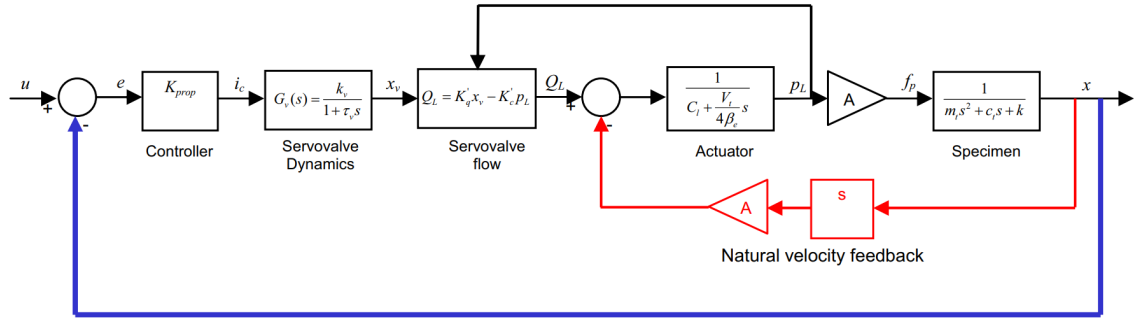 u
+
-
e
K_prop
Controller
i_c
G_v(s) = k_v / (1 + τ_v s)
Servovalve
Dynamics
x_v
Q_L = K'_q x_v − K'_c p_L
Servovalve
flow
Q_L
+
-
1 / (C_l + (V_t / 4β_e) s)
Actuator
p_L
A
f_p
1 / (m_t s² + c_t s + k)
Specimen
x
A
s
Natural velocity feedback